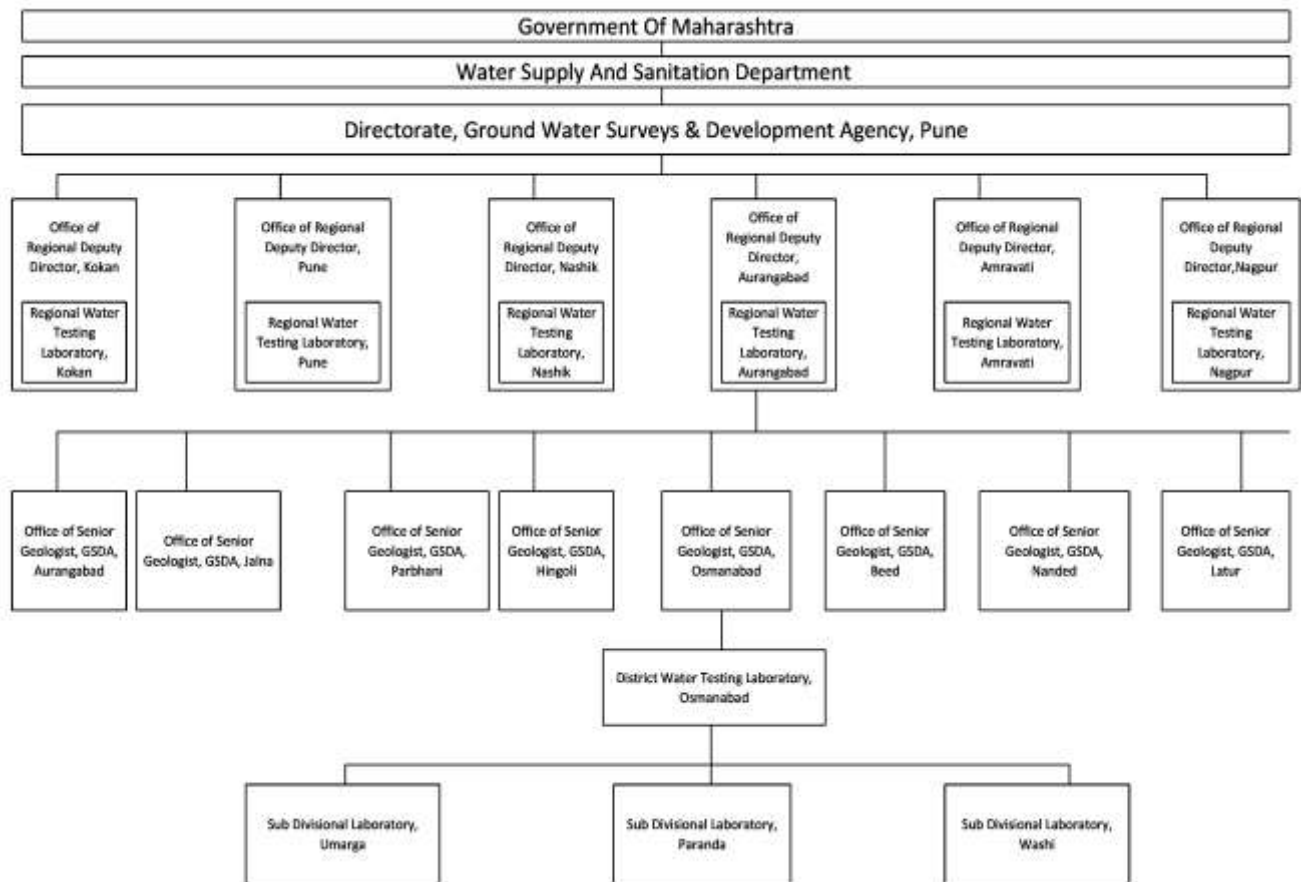 Government Of Maharashtra
Water Supply And Sanitation Department
Directorate, Ground Water Surveys & Development Agency, Pune
Office of
Regional Deputy
Director, Kokan
Regional Water
Testing
Laboratory,
Kokan
Office of Regional
Deputy Director,
Pune
Regional Water
Testing Laboratory,
Pune
Office of
Regional Deputy
Director, Nashik
Regional Water
Testing
Laboratory,
Nashik
Office of
Regional Deputy
Director,
Aurangabad
Regional Water
Testing
Laboratory,
Aurangabad
Office of Regional
Deputy Director,
Amravati
Regional Water
Testing Laboratory,
Amravati
Office of Regional
Deputy
Director,Nagpur
Regional Water
Testing
Laboratory,
Nagpur
Office of Senior
Geologist, GSDA,
Aurangabad
Office of Senior
Geologist, GSDA, Jalna
Office of Senior
Geologist, GSDA,
Parbhani
Office of Senior
Geologist, GSDA,
Hingoli
Office of Senior
Geologist, GSDA,
Osmanabad
Office of Senior
Geologist, GSDA,
Beed
Office of Senior
Geologist, GSDA,
Nanded
Office of Senior
Geologist, GSDA,
Latur
District Water Testing Laboratory,
Osmanabad
Sub Divisional Laboratory,
Umarga
Sub Divisional Laboratory,
Paranda
Sub Divisional Laboratory,
Washi